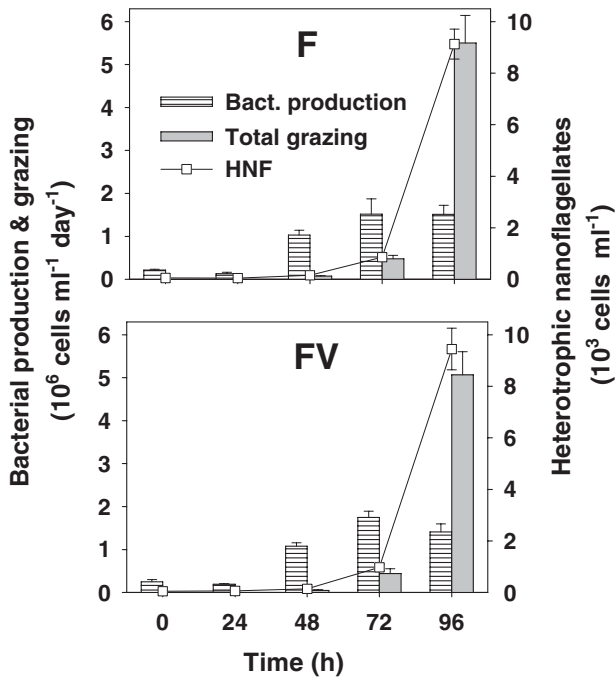 Bacterial production & grazing
(10⁶ cells ml⁻¹ day⁻¹)
F
Bact. production
Total grazing
HNF
6
5
4
3
2
1
0
10
8
6
4
2
0
FV
6
5
4
3
2
1
0
10
8
6
4
2
0
0 24 48 72 96
Time (h)
Heterotrophic nanoflagellates
(10³ cells ml⁻¹)